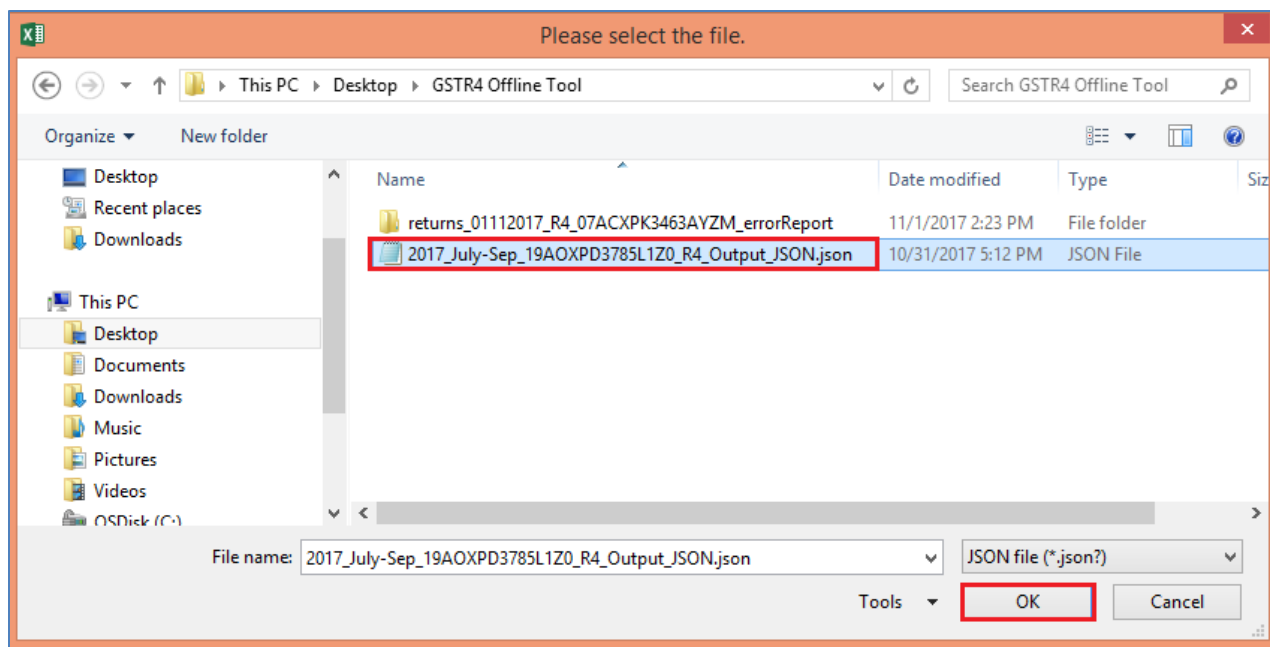 Please select the file.
This PC Desktop GSTR4 Offline Tool
Search GSTR4 Offline Tool
Organize
New folder
Desktop
Recent places
Downloads
This PC
Desktop
Documents
Downloads
Music
Pictures
Videos
OSDisk (C:)
Name Date modified Type Siz
returns_01112017_R4_07ACXPK3463AYZM_errorReport 11/1/2017 2:23 PM File folder
2017_July-Sep_19AOXPD3785L1Z0_R4_Output_JSON.json 10/31/2017 5:12 PM JSON File
File name: 2017_July-Sep_19AOXPD3785L1Z0_R4_Output_JSON.json
JSON file (*.json?)
Tools
OK
Cancel